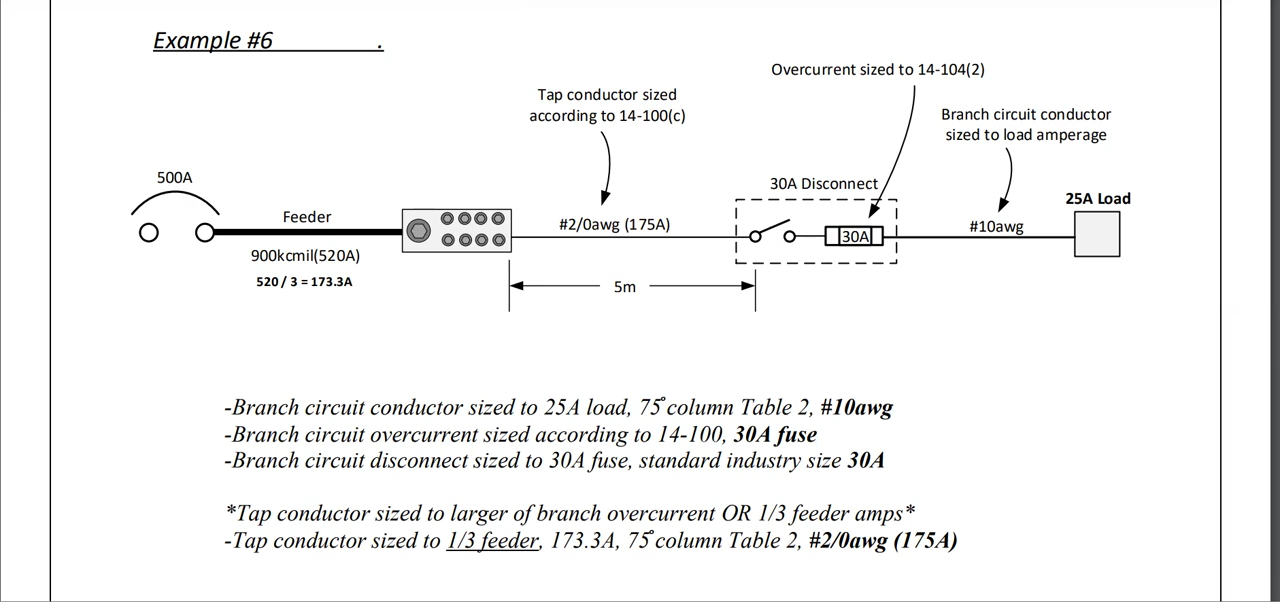 Example #6 .
Overcurrent sized to 14-104(2)
Tap conductor sized
according to 14-100(c)
Branch circuit conductor
sized to load amperage
500A
30A Disconnect
25A Load
Feeder
#2/0awg (175A)
#10awg
30A
900kcmil(520A)
520 / 3 = 173.3A
5m
-Branch circuit conductor sized to 25A load, 75° column Table 2, #10awg
-Branch circuit overcurrent sized according to 14-100, 30A fuse
-Branch circuit disconnect sized to 30A fuse, standard industry size 30A
*Tap conductor sized to larger of branch overcurrent OR 1/3 feeder amps*
-Tap conductor sized to 1/3 feeder, 173.3A, 75° column Table 2, #2/0awg (175A)